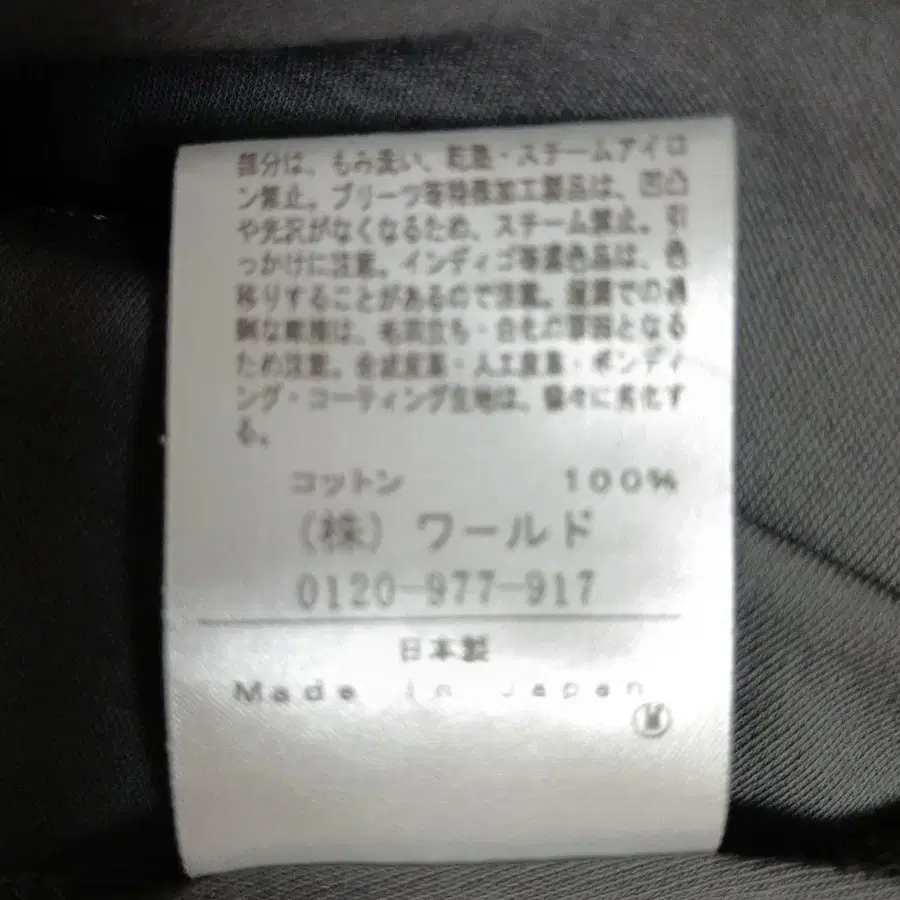 部分は、もみ洗い、乾燥・スチームアイロ
ン禁止。プリーツ等特殊加工製品は、凹凸
や光沢がなくなるため、スチーム禁止。引
っかけに注意。インディゴ等濃色品は、色
移りすることがあるので注意。
な摩擦は、毛羽立ち・白化の原因となる
ため注意。合成皮革・人工皮革・ボンディ
ング・コーティング生地は、徐々に劣化す
る。
コットン 100%
(株) ワールド
0120-977-917
日本製
Made in Japan
M